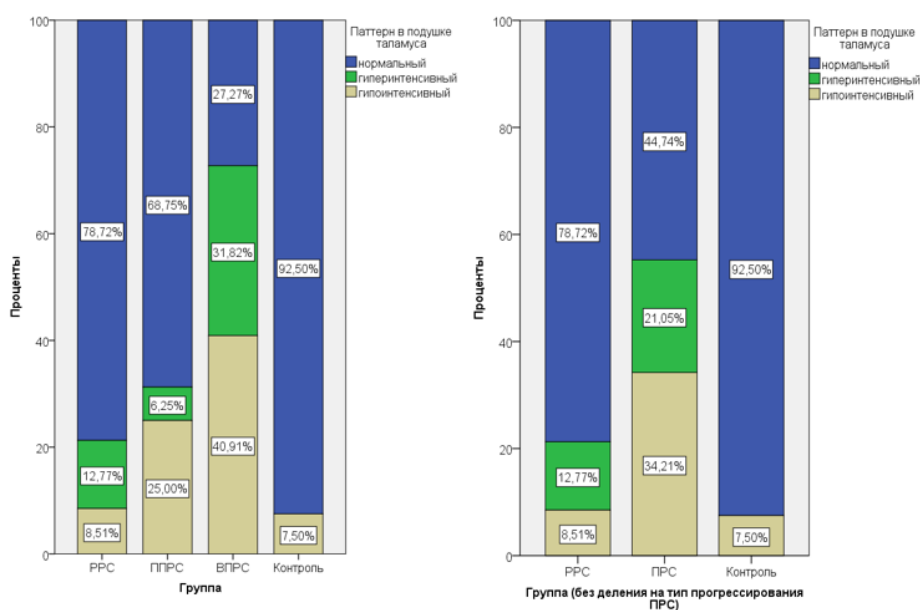 100
80
60
40
20
0
Проценты
78,72%
12,77%
8,51%
68,75%
6,25%
25,00%
27,27%
31,82%
40,91%
92,50%
7,50%
РРС
ППРС
ВПРС
Контроль
Группа
Паттерн в подушке
таламуса
нормальный
гиперинтенсивный
гипоинтенсивный
100
80
60
40
20
0
Проценты
78,72%
12,77%
8,51%
44,74%
21,05%
34,21%
92,50%
7,50%
РРС
ПРС
Контроль
Группа (без деления на тип прогрессирования
ПРС)
Паттерн в подушке
таламуса
нормальный
гиперинтенсивный
гипоинтенсивный